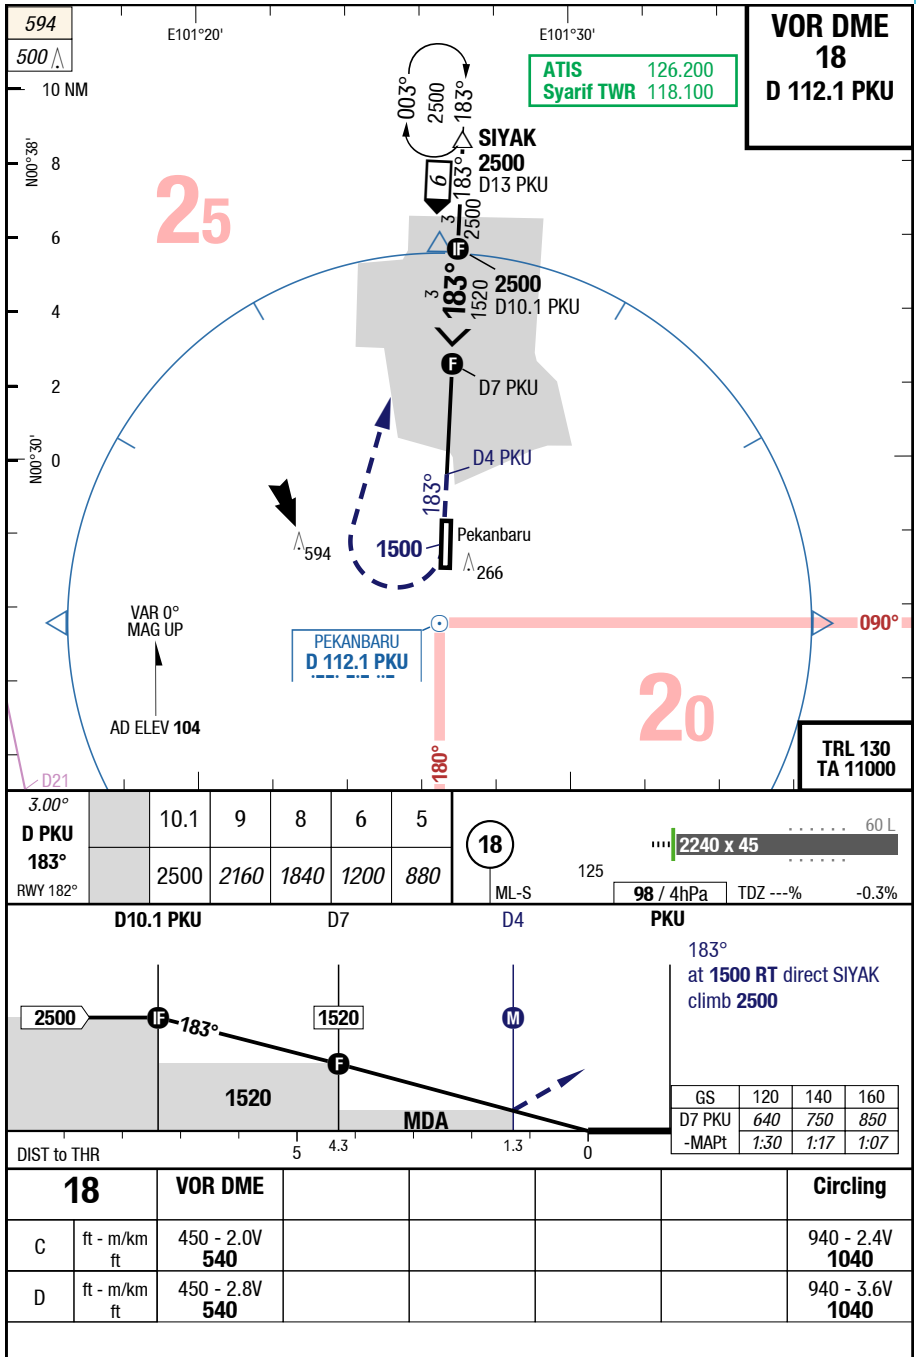 594
500
E101°20'
E101°30'
VOR DME
18
D 112.1 PKU
ATIS 126.200
Syarif TWR 118.100
10 NM
N00°38'
8
6
4
2
N00°30'
0
25
003°
2500
183°
SIYAK
2500
D13 PKU
183°
6
3
2500
IF
2500
D10.1 PKU
3
183°
1520
F
D7 PKU
D4 PKU
183°
1500
Pekanbaru
594
266
VAR 0°
MAG UP
AD ELEV 104
PEKANBARU
D 112.1 PKU
090°
180°
20
D21
TRL 130
TA 11000
3.00°
D PKU
183°
RWY 182°
10.1 9 8 6 5
2500 2160 1840 1200 880
18
ML-S
125
60 L
2240 x 45
98 / 4hPa
TDZ ---%
-0.3%
D10.1 PKU D7 D4 PKU
183°
at 1500 RT direct SIYAK
climb 2500
2500
IF
183°
1520
M
F
1520
MDA
DIST to THR
5 4.3 1.3 0
GS 120 140 160
D7 PKU 640 750 850
-MAPt 1:30 1:17 1:07
18 VOR DME Circling
C ft - m/km 450 - 2.0V 940 - 2.4V
ft 540 1040
D ft - m/km 450 - 2.8V 940 - 3.6V
ft 540 1040